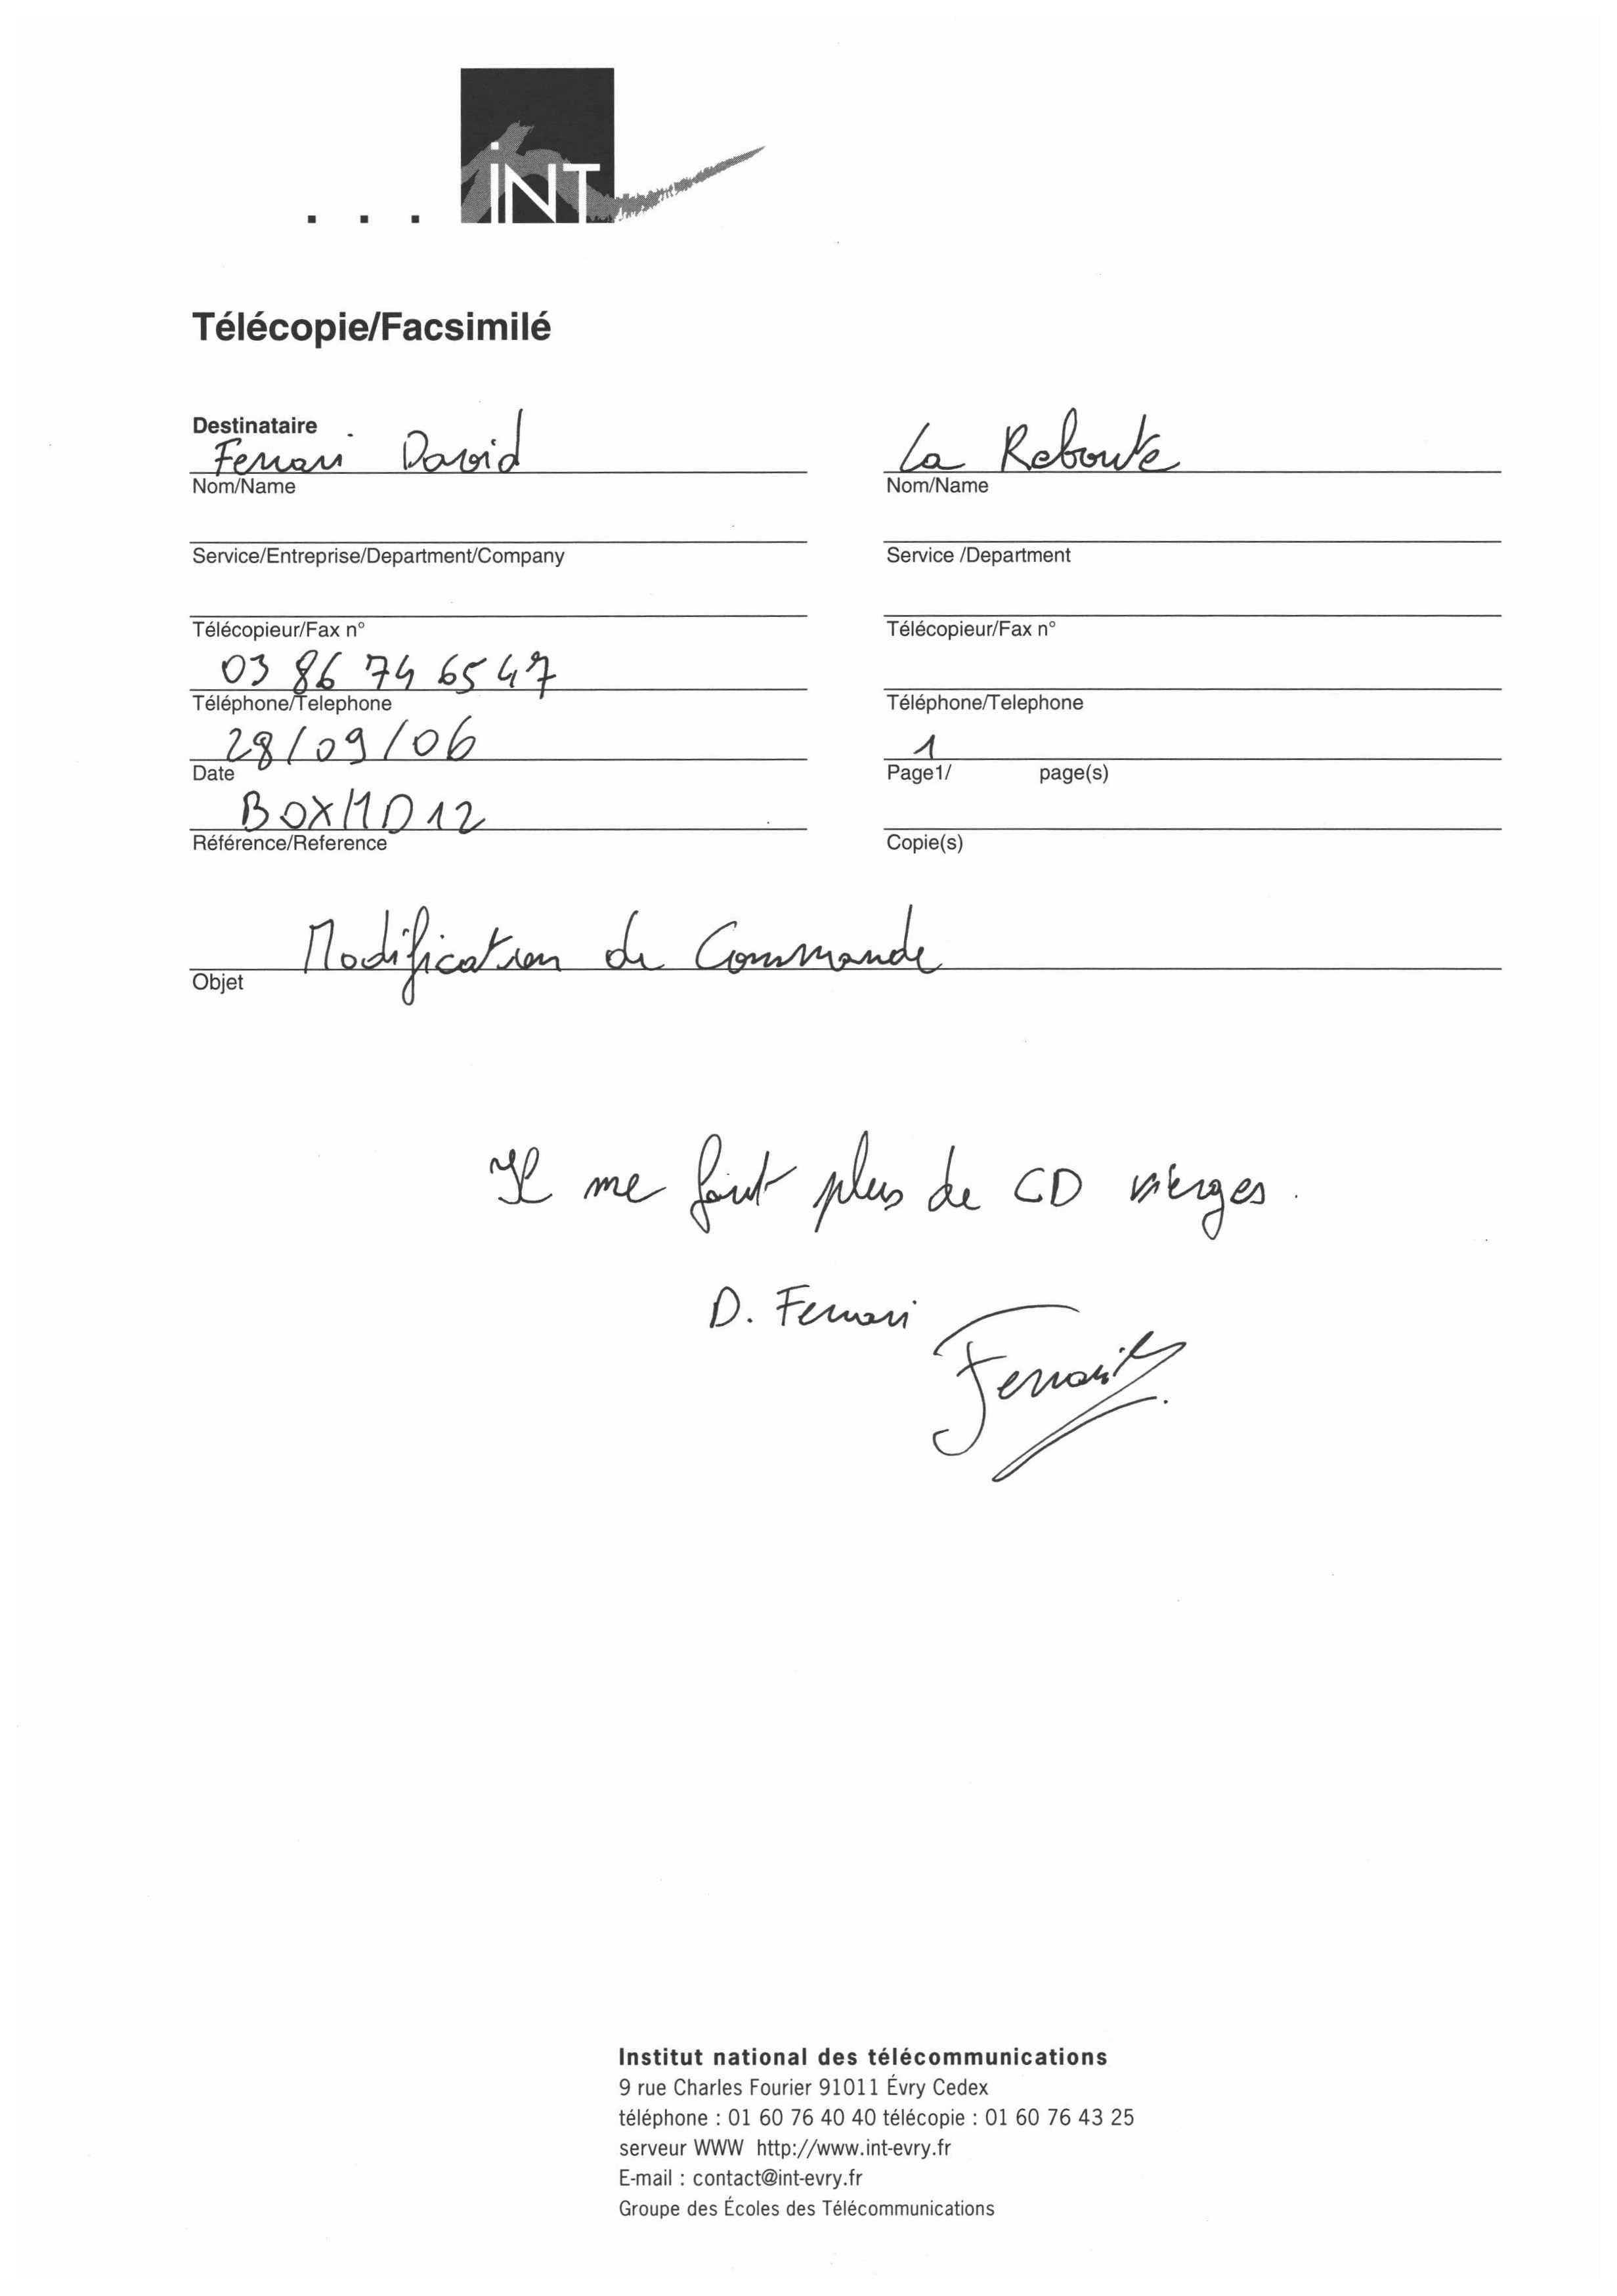 ... iNT
Télécopie/Facsimilé
Destinataire
Ferrari David
Nom/Name
Service/Entreprise/Department/Company
Télécopieur/Fax n°
03 86 74 65 47
Téléphone/Telephone
28/09/06
Date
BOXMD12
Référence/Reference
La Reboute
Nom/Name
Service /Department
Télécopieur/Fax n°
Téléphone/Telephone
1
Page1/ page(s)
Copie(s)
Modification de Commande
Objet
Il me faut plus de CD vierges.
D. Ferrari
Ferrari
Institut national des télécommunications
9 rue Charles Fourier 91011 Évry Cedex
téléphone : 01 60 76 40 40 télécopie : 01 60 76 43 25
serveur WWW http://www.int-evry.fr
E-mail : contact@int-evry.fr
Groupe des Écoles des Télécommunications